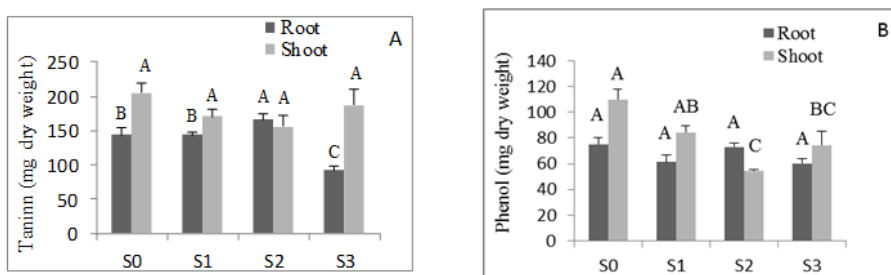 Root
Shoot
A
Taninn (mg dry weight)
250
200
150
100
50
0
B
A
B
A
A
A
C
A
S0
S1
S2
S3
Root
Shoot
B
Phenol (mg dry weight)
140
120
100
80
60
40
20
0
A
A
A
AB
A
C
A
BC
S0
S1
S2
S3